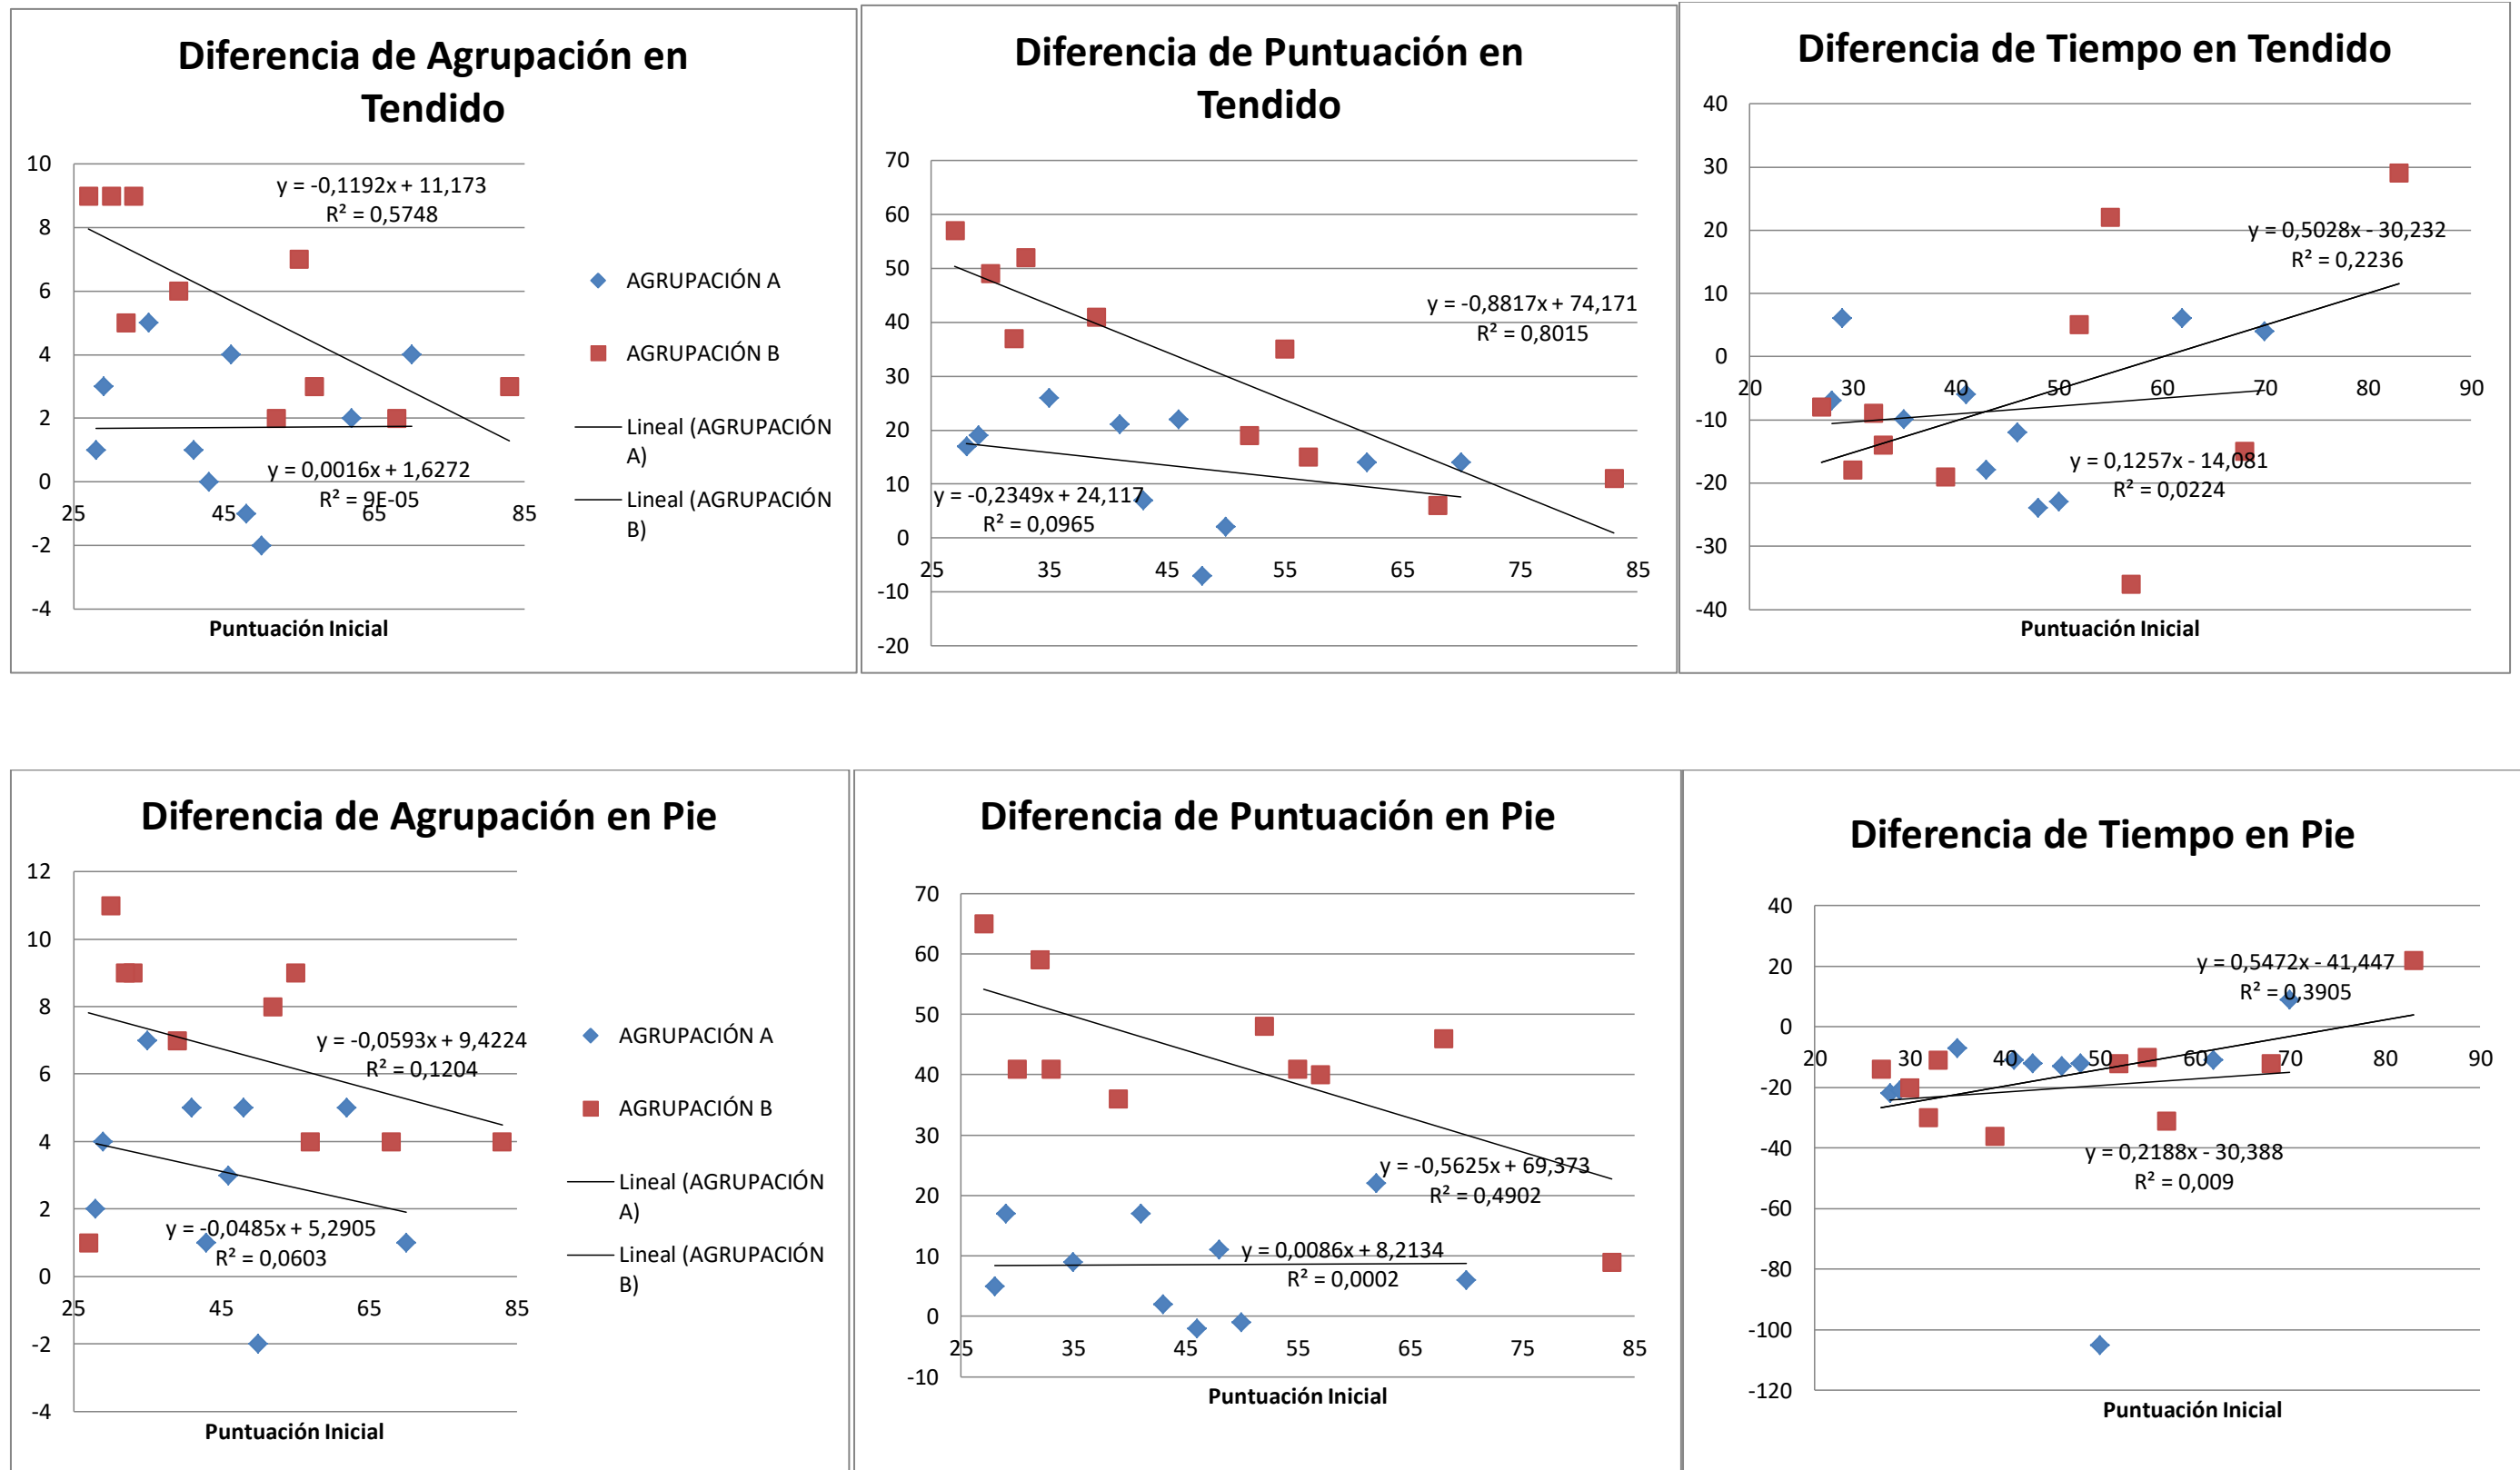 Diferencia de Agrupación en
Tendido
10
8
6
4
2
0
-2
-4
25
45
65
85
y = -0,1192x + 11,173
R² = 0,5748
y = 0,0016x + 1,6272
R² = 9E-05
Puntuación Inicial
AGRUPACIÓN A
AGRUPACIÓN B
Lineal (AGRUPACIÓN
A)
Lineal (AGRUPACIÓN
B)
Diferencia de Puntuación en
Tendido
70
60
50
40
30
20
10
0
-10
-20
25
35
45
55
65
75
85
y = -0,8817x + 74,171
R² = 0,8015
y = -0,2349x + 24,117
R² = 0,0965
Diferencia de Tiempo en Tendido
40
30
20
10
0
-10
-20
-30
-40
20
30
40
50
60
70
80
90
y = 0,5028x - 30,232
R² = 0,2236
y = 0,1257x - 14,081
R² = 0,0224
Puntuación Inicial
Diferencia de Agrupación en Pie
12
10
8
6
4
2
0
-2
-4
25
45
65
85
y = -0,0593x + 9,4224
R² = 0,1204
y = -0,0485x + 5,2905
R² = 0,0603
Puntuación Inicial
AGRUPACIÓN A
AGRUPACIÓN B
Lineal (AGRUPACIÓN
A)
Lineal (AGRUPACIÓN
B)
Diferencia de Puntuación en Pie
70
60
50
40
30
20
10
0
-10
25
35
45
55
65
75
85
y = -0,5625x + 69,373
R² = 0,4902
y = 0,0086x + 8,2134
R² = 0,0002
Puntuación Inicial
Diferencia de Tiempo en Pie
40
20
0
-20
-40
-60
-80
-100
-120
20
30
40
50
60
70
80
90
y = 0,5472x - 41,447
R² = 0,3905
y = 0,2188x - 30,388
R² = 0,009
Puntuación Inicial